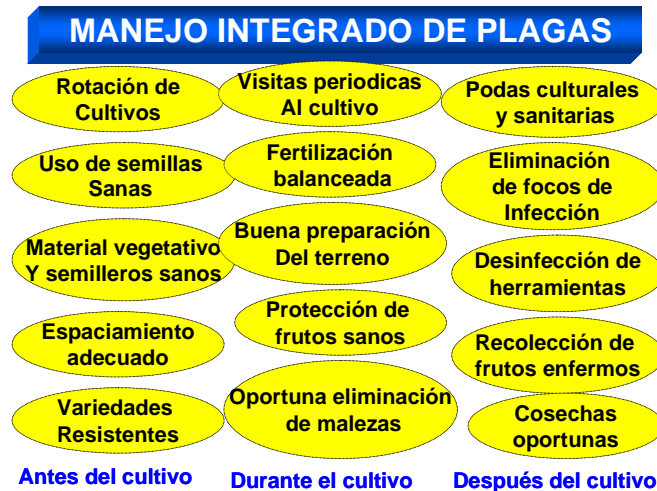 MANEJO INTEGRADO DE PLAGAS
Rotación de
Cultivos
Uso de semillas
Sanas
Material vegetativo
Y semilleros sanos
Espaciamiento
adecuado
Variedades
Resistentes
Antes del cultivo
Visitas periodicas
Al cultivo
Fertilización
balanceada
Buena preparación
Del terreno
Protección de
frutos sanos
Oportuna eliminación
de malezas
Durante el cultivo
Podas culturales
y sanitarias
Eliminación
de focos de
Infección
Desinfección de
herramientas
Recolección de
frutos enfermos
Cosechas
oportunas
Después del cultivo